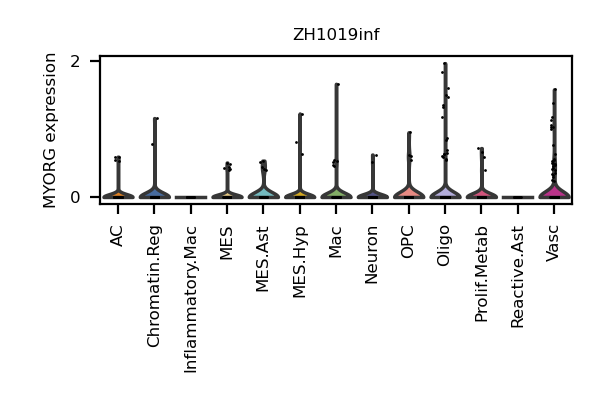 ZH1019inf
MYORG expression
2
0
AC
Chromatin.Reg
Inflammatory.Mac
MES
MES.Ast
MES.Hyp
Mac
Neuron
OPC
Oligo
Prolif.Metab
Reactive.Ast
Vasc